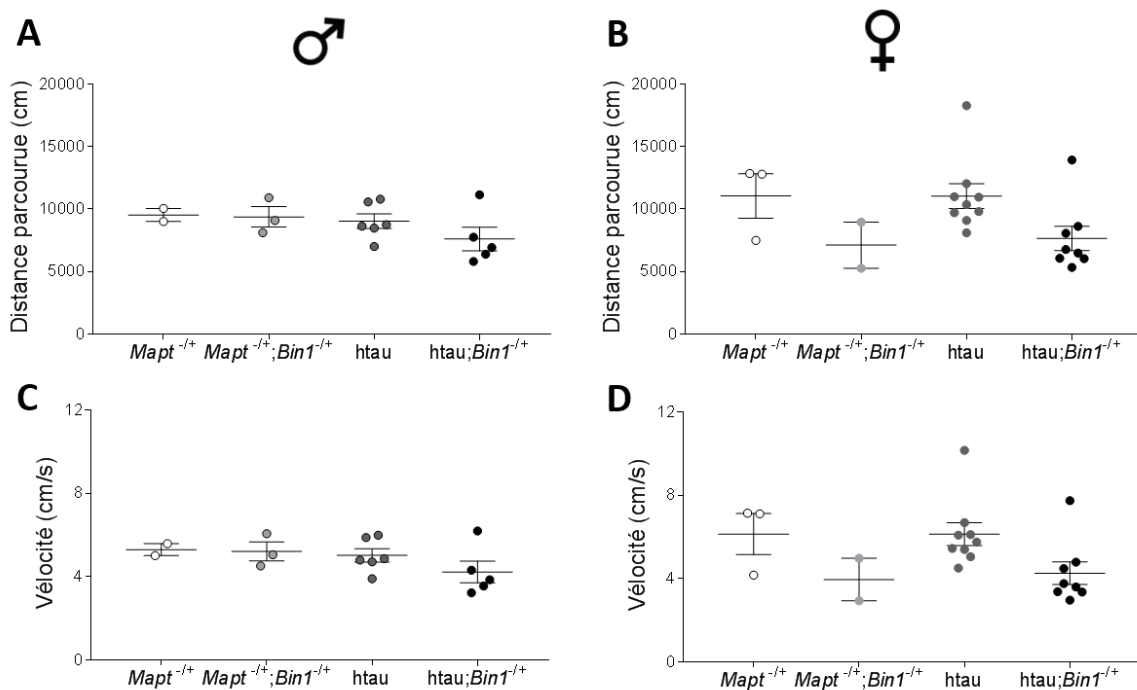 A
♂
Distance parcourue (cm)
20000
15000
10000
5000
0
Mapt -/+
Mapt -/+;Bin1-/+
htau
htau;Bin1-/+
B
♀
Distance parcourue (cm)
20000
15000
10000
5000
0
Mapt -/+
Mapt -/+;Bin1-/+
htau
htau;Bin1-/+
C
Vélocité (cm/s)
12
8
4
0
Mapt -/+
Mapt -/+;Bin1-/+
htau
htau;Bin1-/+
D
Vélocité (cm/s)
12
8
4
0
Mapt -/+
Mapt -/+;Bin1-/+
htau
htau;Bin1-/+